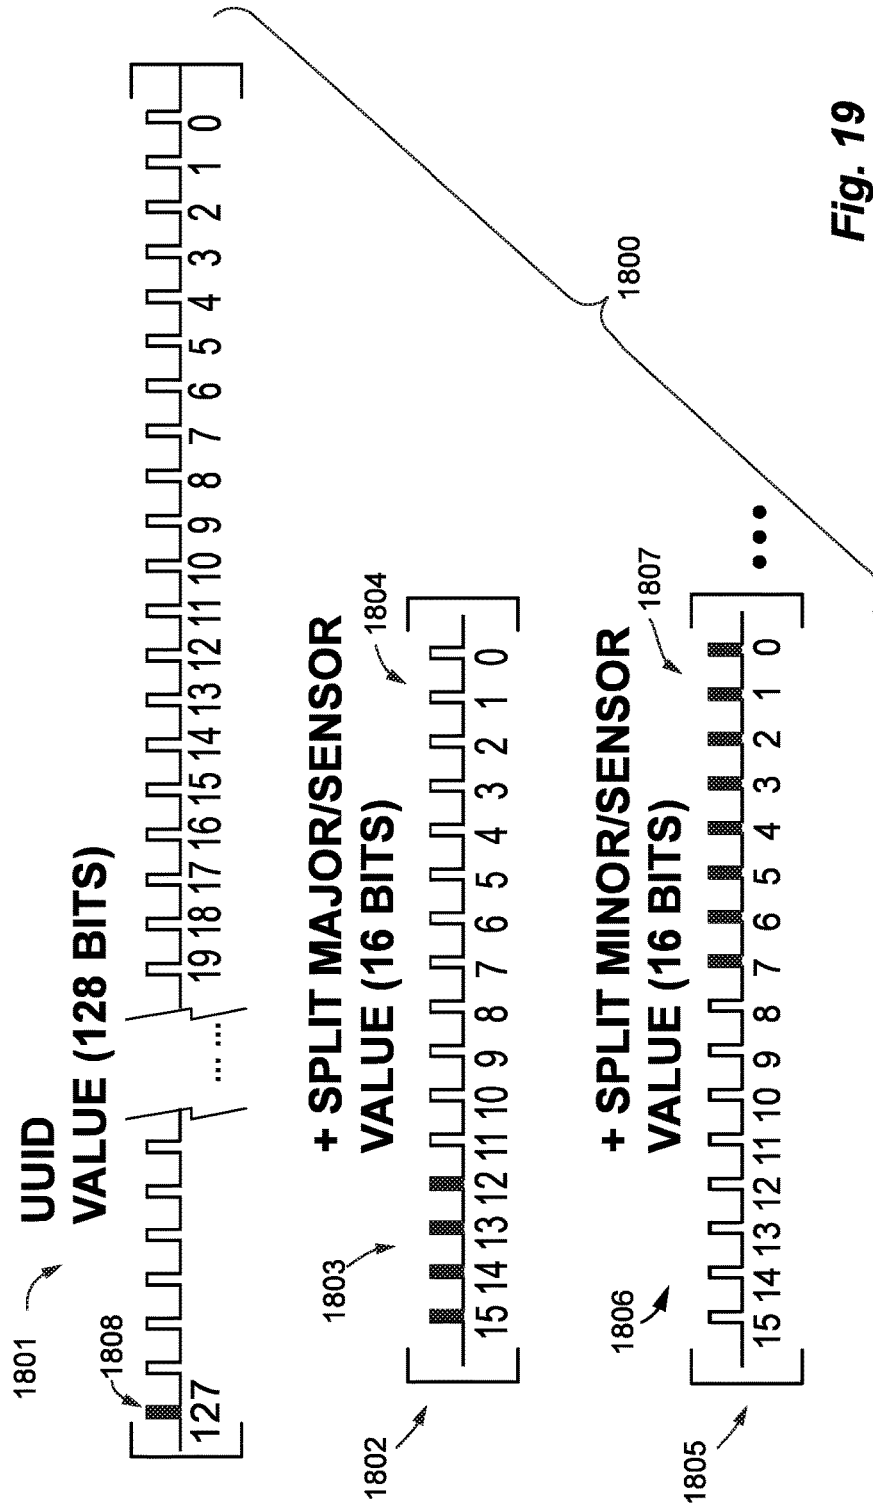 1801
UUID
VALUE (128 BITS)
1808
127
... ...
19 18 17 16 15 14 13 12 11 10 9 8 7 6 5 4 3 2 1 0
1802
+ SPLIT MAJOR/SENSOR
VALUE (16 BITS)
1803
1804
15 14 13 12 11 10 9 8 7 6 5 4 3 2 1 0
1805
+ SPLIT MINOR/SENSOR
VALUE (16 BITS)
1806
1807
15 14 13 12 11 10 9 8 7 6 5 4 3 2 1 0
...
1800
Fig. 19